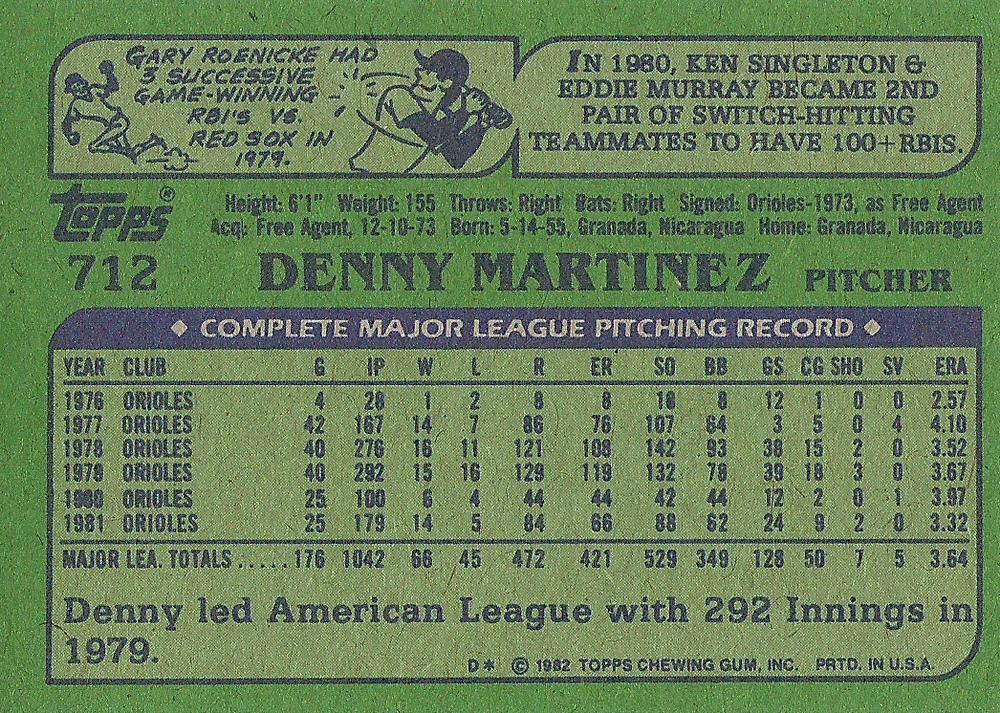 GARY ROENICKE HAD
3 SUCCESSIVE
GAME-WINNING
RBI'S VS.
RED SOX IN
1979.
IN 1980, KEN SINGLETON &
EDDIE MURRAY BECAME 2ND
PAIR OF SWITCH-HITTING
TEAMMATES TO HAVE 100+RBIS.
Topps®
Height: 6'1" Weight: 155 Throws: Right Bats: Right Signed: Orioles-1973, as Free Agent
Acq: Free Agent, 12-10-73 Born: 5-14-55, Granada, Nicaragua Home: Granada, Nicaragua
712 DENNY MARTINEZ PITCHER
◆ COMPLETE MAJOR LEAGUE PITCHING RECORD ◆
YEAR CLUB G IP W L R ER SO BB GS CG SHO SV ERA
1976 ORIOLES 4 28 1 2 8 8 18 8 12 1 0 0 2.57
1977 ORIOLES 42 167 14 7 86 76 107 64 3 5 0 4 4.10
1978 ORIOLES 40 276 16 11 121 108 142 93 38 15 2 0 3.52
1979 ORIOLES 40 292 15 16 129 119 132 78 39 18 3 0 3.67
1980 ORIOLES 25 100 6 4 44 44 42 44 12 2 0 1 3.97
1981 ORIOLES 25 179 14 5 84 66 88 62 24 9 2 0 3.32
MAJOR LEA. TOTALS ..... 176 1042 66 45 472 421 529 349 128 50 7 5 3.64
Denny led American League with 292 Innings in
1979.
D* © 1982 TOPPS CHEWING GUM, INC. PRTD. IN U.S.A.